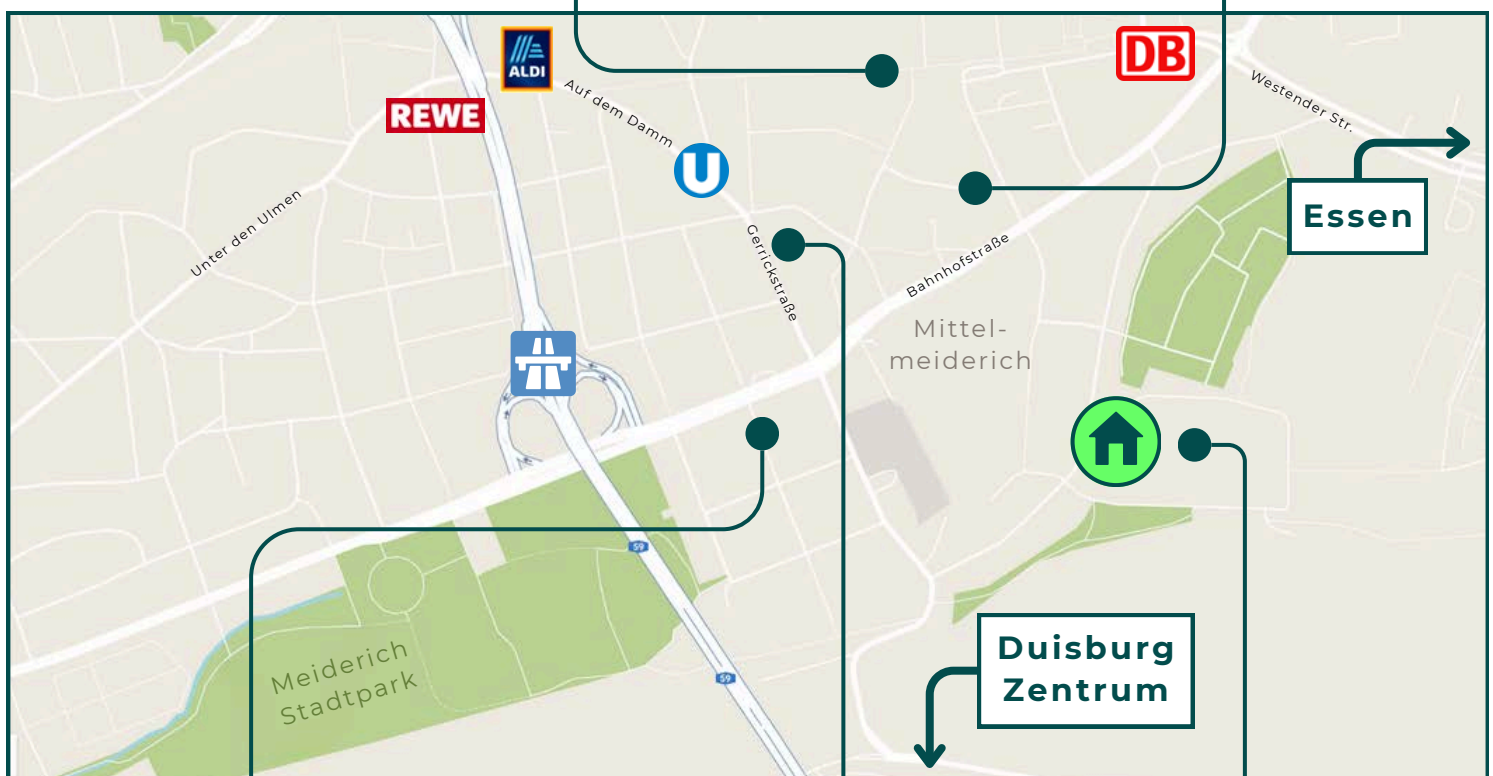 ALDI
DB
REWE
Auf dem Damm
Westender Str.
U
Essen
Unter den Ulmen
Gerrickstraße
Bahnhofstraße
Mittel-
meiderich
59
Meiderich
Stadtpark
59
Duisburg
Zentrum